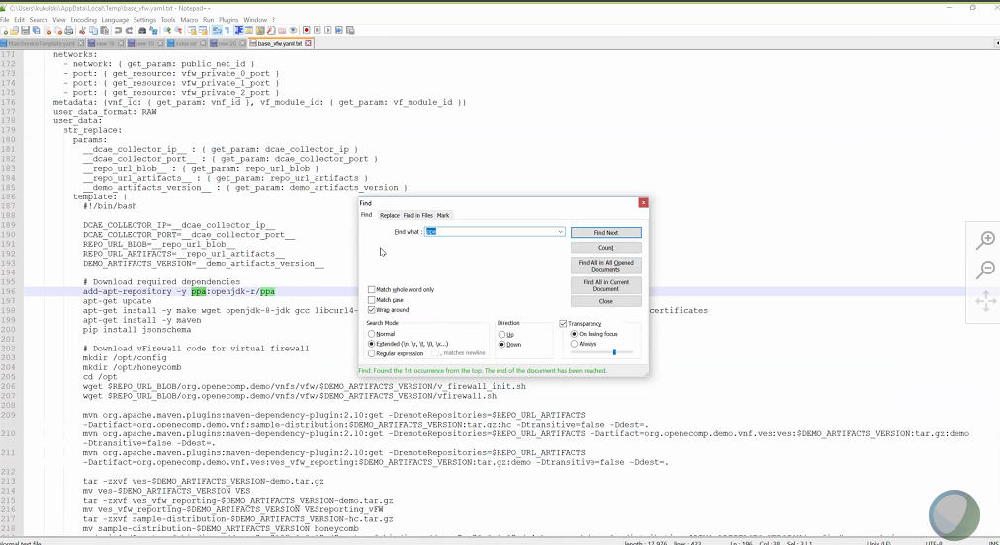 C:\Users\kukulski\AppData\Local\Temp\base_vfw.yaml.txt - Notepad++
File Edit Search View Encoding Language Settings Tools Macro Run Plugins Window ?
new 18
new 19
index.rst
new 20
base_vfw.yaml.txt
171 networks:
172 - network: { get_param: public_net_id }
173 - port: { get_resource: vfw_private_0_port }
174 - port: { get_resource: vfw_private_1_port }
175 - port: { get_resource: vfw_private_2_port }
176 metadata: {vnf_id: { get_param: vnf_id }, vf_module_id: { get_param: vf_module_id }}
177 user_data_format: RAW
178 user_data:
179 str_replace:
180 params:
181 __dcae_collector_ip__ : { get_param: dcae_collector_ip }
182 __dcae_collector_port__ : { get_param: dcae_collector_port }
183 __repo_url_blob__ : { get_param: repo_url_blob }
184 __repo_url_artifacts__ : { get_param: repo_url_artifacts }
185 __demo_artifacts_version__ : { get_param: demo_artifacts_version }
186 template: |
187 #!/bin/bash
188
189 DCAE_COLLECTOR_IP=__dcae_collector_ip__
190 DCAE_COLLECTOR_PORT=__dcae_collector_port__
191 REPO_URL_BLOB=__repo_url_blob__
192 REPO_URL_ARTIFACTS=__repo_url_artifacts__
193 DEMO_ARTIFACTS_VERSION=__demo_artifacts_version__
194
195 # Download required dependencies
196 add-apt-repository -y ppa:openjdk-r/ppa
197 apt-get update
198 apt-get install -y make wget openjdk-8-jdk gcc libcurl4- certificates
199 apt-get install -y maven
200 pip install jsonschema
201
202 # Download vFirewall code for virtual firewall
203 mkdir /opt/config
204 mkdir /opt/honeycomb
205 cd /opt
206 wget $REPO_URL_BLOB/org.openecomp.demo/vnfs/vfw/$DEMO_ARTIFACTS_VERSION/v_firewall_init.sh
207 wget $REPO_URL_BLOB/org.openecomp.demo/vnfs/vfw/$DEMO_ARTIFACTS_VERSION/vfirewall.sh
208
209 mvn org.apache.maven.plugins:maven-dependency-plugin:2.10:get -DremoteRepositories=$REPO_URL_ARTIFACTS
-Dartifact=org.openecomp.demo.vnf:sample-distribution:$DEMO_ARTIFACTS_VERSION:tar.gz:hc -Dtransitive=false -Ddest=.
210 mvn org.apache.maven.plugins:maven-dependency-plugin:2.10:get -DremoteRepositories=$REPO_URL_ARTIFACTS -Dartifact=org.openecomp.demo.vnf.ves:ves:$DEMO_ARTIFACTS_VERSION:tar.gz:demo
-Dtransitive=false -Ddest=.
211 mvn org.apache.maven.plugins:maven-dependency-plugin:2.10:get -DremoteRepositories=$REPO_URL_ARTIFACTS
-Dartifact=org.openecomp.demo.vnf.ves:vfw_reporting:$DEMO_ARTIFACTS_VERSION:tar.gz:demo -Dtransitive=false -Ddest=.
212
213 tar -zxvf ves-$DEMO_ARTIFACTS_VERSION-demo.tar.gz
214 mv ves-$DEMO_ARTIFACTS_VERSION VES
215 tar -zxvf ves_vfw_reporting-$DEMO_ARTIFACTS_VERSION-demo.tar.gz
216 mv ves_vfw_reporting-$DEMO_ARTIFACTS_VERSION VESreporting_vFW
217 tar -zxvf sample-distribution-$DEMO_ARTIFACTS_VERSION-hc.tar.gz
218 mv sample-distribution-$DEMO_ARTIFACTS_VERSION honeycomb
Find
Find Replace Find in Files Mark
Find what : ppa
Find Next
Count
Find All in All Opened Documents
Find All in Current Document
Close
Match whole word only
Match case
Wrap around
Search Mode
Normal
Extended (\n, \r, \t, \0, \x...)
Regular expression
. matches newline
Direction
Up
Down
Transparency
On losing focus
Always
Find: Found the 1st occurrence from the top. The end of the document has been reached.
Normal text file length : 17,976 lines : 433 Ln : 196 Col : 38 Sel : 3 | 1 Unix (LF) UTF-8 INS